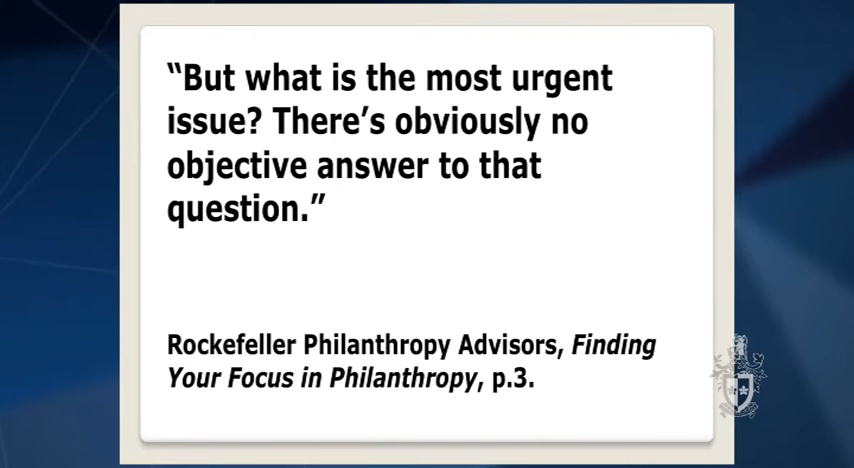 “But what is the most urgent
issue? There’s obviously no
objective answer to that
question.”
Rockefeller Philanthropy Advisors, Finding
Your Focus in Philanthropy, p.3.